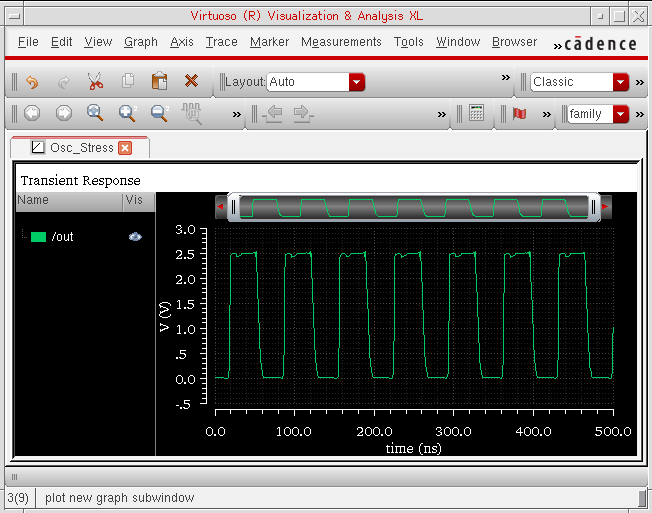 Virtuoso (R) Visualization & Analysis XL
File Edit View Graph Axis Trace Marker Measurements Tools Window Browser » cādence
Layout: Auto » Classic »
» » » family »
Osc_Stress
Transient Response
Name Vis
/out
3.0
2.5
2.0
1.5
1.0
.5
0.0
-.5
V (V)
0.0 100.0 200.0 300.0 400.0 500.0
time (ns)
3(9) plot new graph subwindow